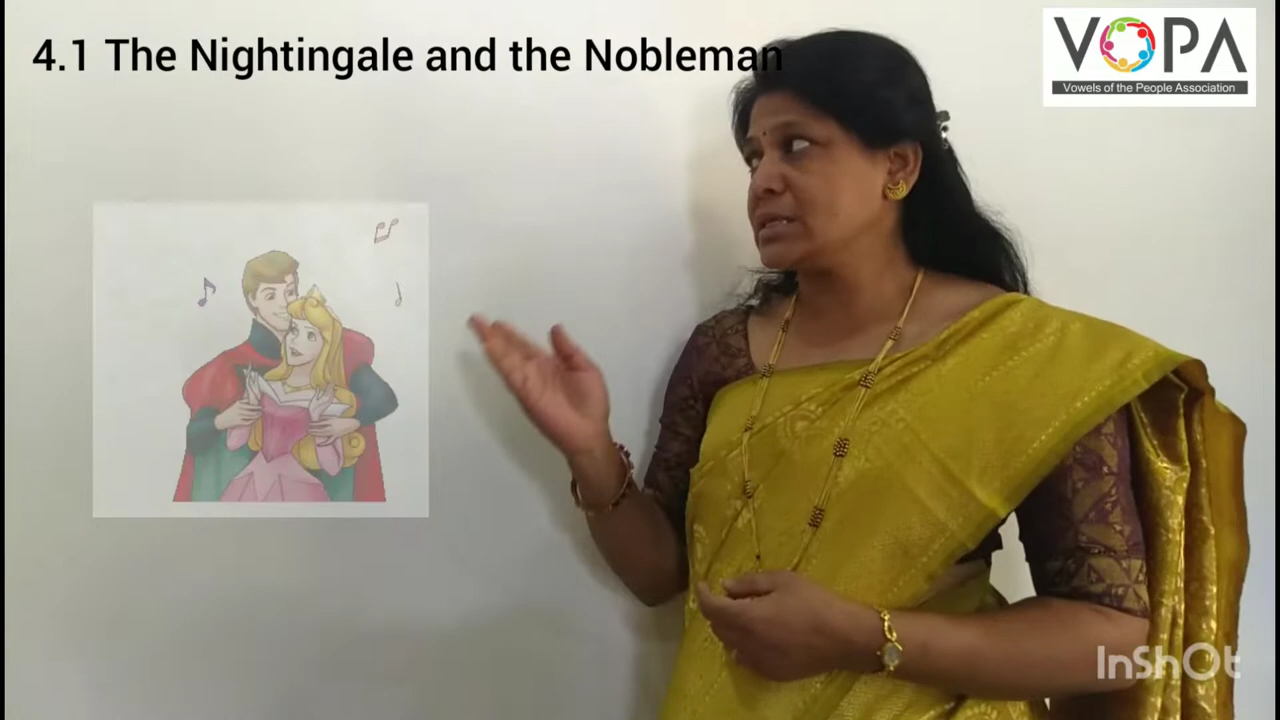 4.1 The Nightingale and the Nobleman
VOPA
Vowels of the People Association
InShOt